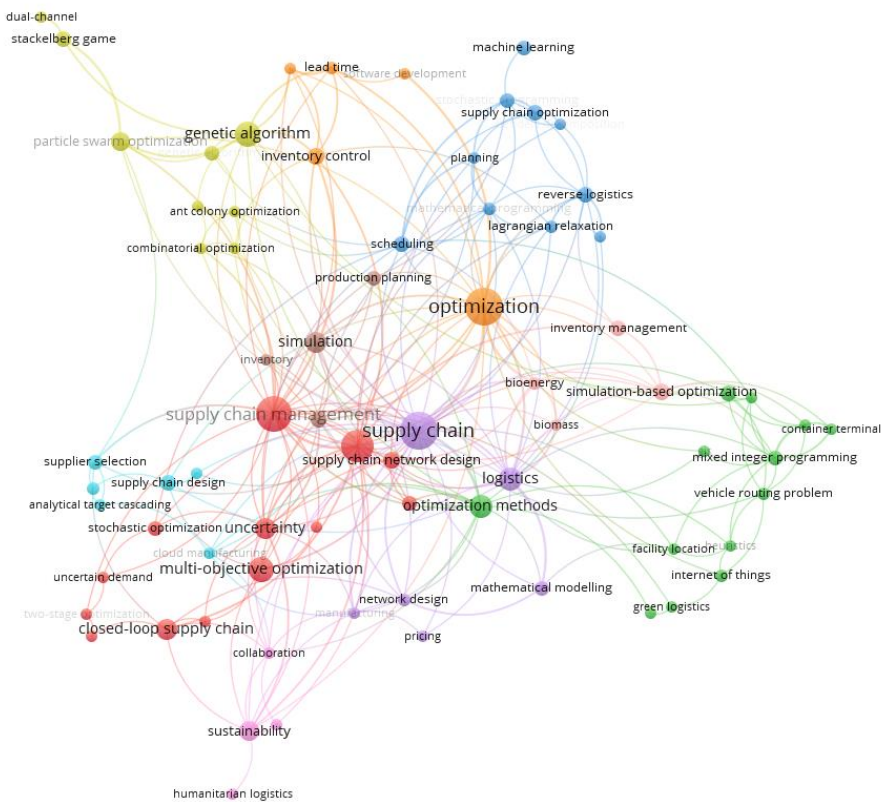 dual-channel
stackelberg game
machine learning
lead time
software development
supply chain optimization
genetic algorithm
particle swarm optimization
inventory control
planning
reverse logistics
mathematical programming
ant colony optimization
lagrangian relaxation
combinatorial optimization
scheduling
production planning
optimization
inventory management
simulation
inventory
bioenergy
simulation-based optimization
supply chain management
biomass
container terminal
supply chain
supply chain network design
mixed integer programming
supplier selection
supply chain design
logistics
vehicle routing problem
analytical target cascading
optimization methods
stochastic optimization
uncertainty
cloud manufacturing
facility location
heuristics
multi-objective optimization
uncertain demand
internet of things
mathematical modelling
network design
green logistics
two-stage optimization
manufacturing
closed-loop supply chain
pricing
collaboration
sustainability
humanitarian logistics